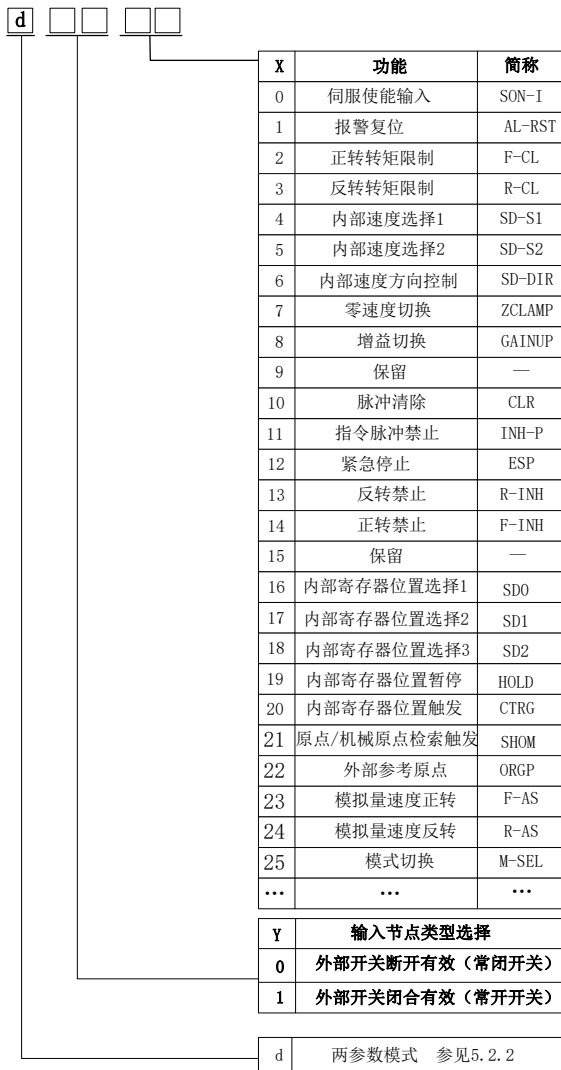 d
X 功能 简称
0 伺服使能输入 SON-I
1 报警复位 AL-RST
2 正转转矩限制 F-CL
3 反转转矩限制 R-CL
4 内部速度选择1 SD-S1
5 内部速度选择2 SD-S2
6 内部速度方向控制 SD-DIR
7 零速度切换 ZCLAMP
8 增益切换 GAINUP
9 保留 —
10 脉冲清除 CLR
11 指令脉冲禁止 INH-P
12 紧急停止 ESP
13 反转禁止 R-INH
14 正转禁止 F-INH
15 保留 —
16 内部寄存器位置选择1 SD0
17 内部寄存器位置选择2 SD1
18 内部寄存器位置选择3 SD2
19 内部寄存器位置暂停 HOLD
20 内部寄存器位置触发 CTRG
21 原点/机械原点检索触发 SHOM
22 外部参考原点 ORGP
23 模拟量速度正转 F-AS
24 模拟量速度反转 R-AS
25 模式切换 M-SEL
… … …
Y 输入节点类型选择
0 外部开关断开有效（常闭开关）
1 外部开关闭合有效（常开开关）
d 两参数模式 参见5.2.2